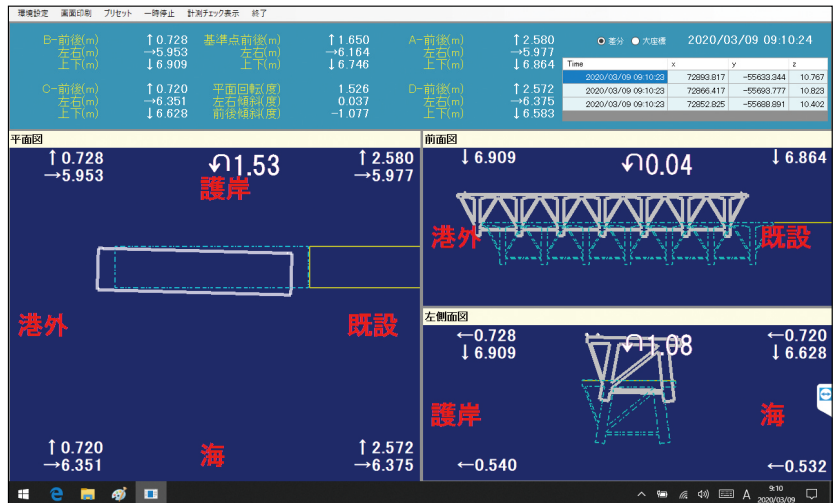 環境設定 画面印刷 プリセット 一時停止 計測チェック表示 終了
B-前後(m) ↑0.728 基準点前後(m) ↑1.650 A-前後(m) ↑2.580
左右(m) →5.953 左右(m) →6.164 左右(m) →5.977
上下(m) ↓6.909 上下(m) ↓6.746 上下(m) ↓6.864
C-前後(m) ↑0.720 平面回転(度) 1.526 D-前後(m) ↑2.572
左右(m) →6.351 左右傾斜(度) 0.037 左右(m) →6.375
上下(m) ↓6.628 前後傾斜(度) -1.077 上下(m) ↓6.583
差分 大座標 2020/03/09 09:10:24
Time x y z
2020/03/09 09:10:23 72893.817 -55633.344 10.767
2020/03/09 09:10:23 72866.417 -55693.777 10.823
2020/03/09 09:10:23 72852.825 -55688.891 10.402
平面図
↑0.728 1.53 ↑2.580
→5.953 護岸 →5.977
港外 既設
↑0.720 海 ↑2.572
→6.351 →6.375
前面図
↓6.909 0.04 ↓6.864
港外 既設
左側面図
←0.728 1.08 ←0.720
↓6.909 ↓6.628
護岸 海
←0.540 ←0.532
A 9:10
2020/03/09